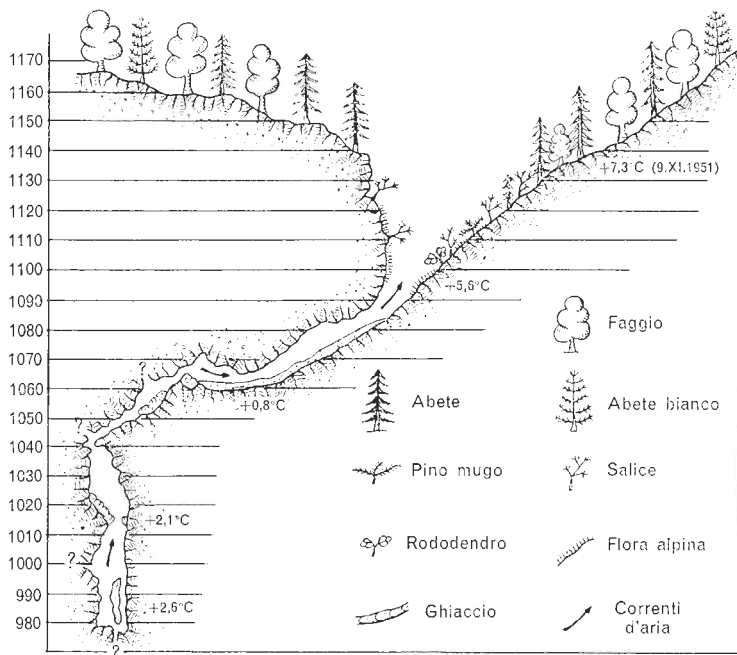 1170
1160
1150
1140
1130
1120
1110
1100
1090
1080
1070
1060
1050
1040
1030
1020
1010
1000
990
980
+7,3°C (9.XI.1951)
+5,6°C
+0,8°C
+2,1°C
+2,6°C
?
?
?
?
Faggio
Abete
Abete bianco
Pino mugo
Salice
Rododendro
Flora alpina
Ghiaccio
Correnti
d'aria